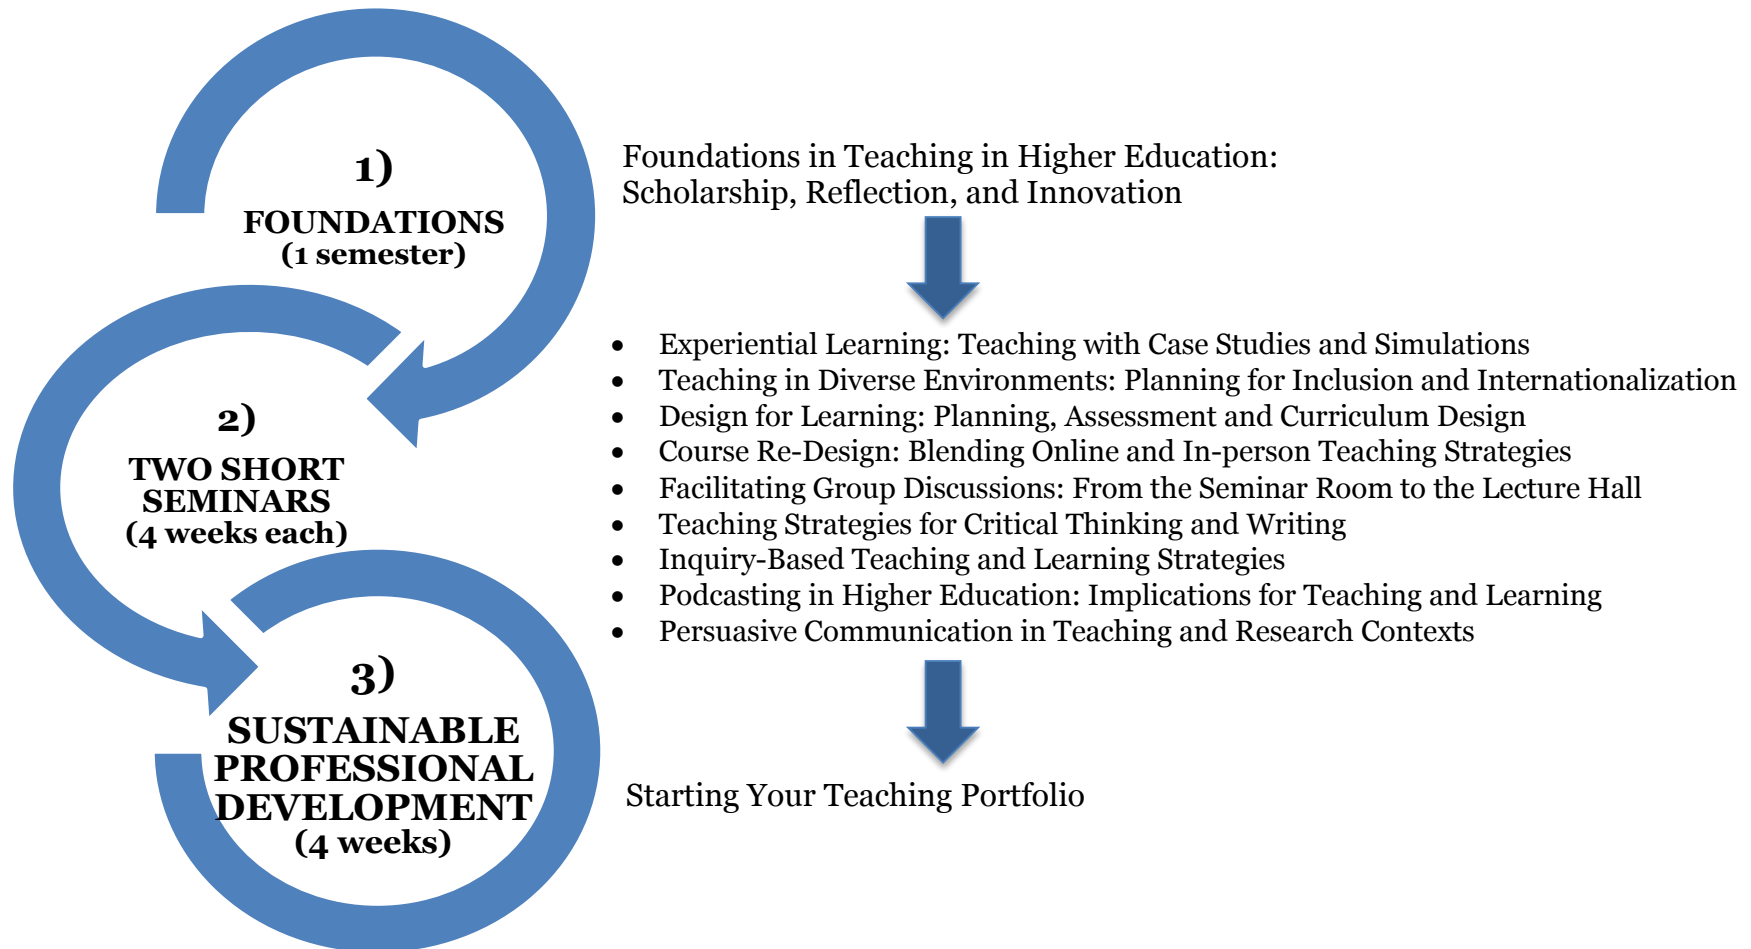 1)
FOUNDATIONS
(1 semester)
Foundations in Teaching in Higher Education:
Scholarship, Reflection, and Innovation
2)
TWO SHORT
SEMINARS
(4 weeks each)
• Experiential Learning: Teaching with Case Studies and Simulations
• Teaching in Diverse Environments: Planning for Inclusion and Internationalization
• Design for Learning: Planning, Assessment and Curriculum Design
• Course Re-Design: Blending Online and In-person Teaching Strategies
• Facilitating Group Discussions: From the Seminar Room to the Lecture Hall
• Teaching Strategies for Critical Thinking and Writing
• Inquiry-Based Teaching and Learning Strategies
• Podcasting in Higher Education: Implications for Teaching and Learning
• Persuasive Communication in Teaching and Research Contexts
3)
SUSTAINABLE
PROFESSIONAL
DEVELOPMENT
(4 weeks)
Starting Your Teaching Portfolio